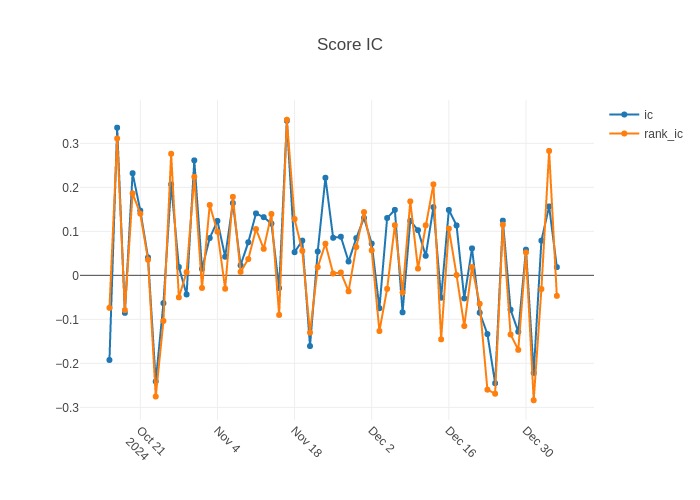 Score IC
ic
rank_ic
0.3
0.2
0.1
0
−0.1
−0.2
−0.3
Oct 21
2024
Nov 4
Nov 18
Dec 2
Dec 16
Dec 30